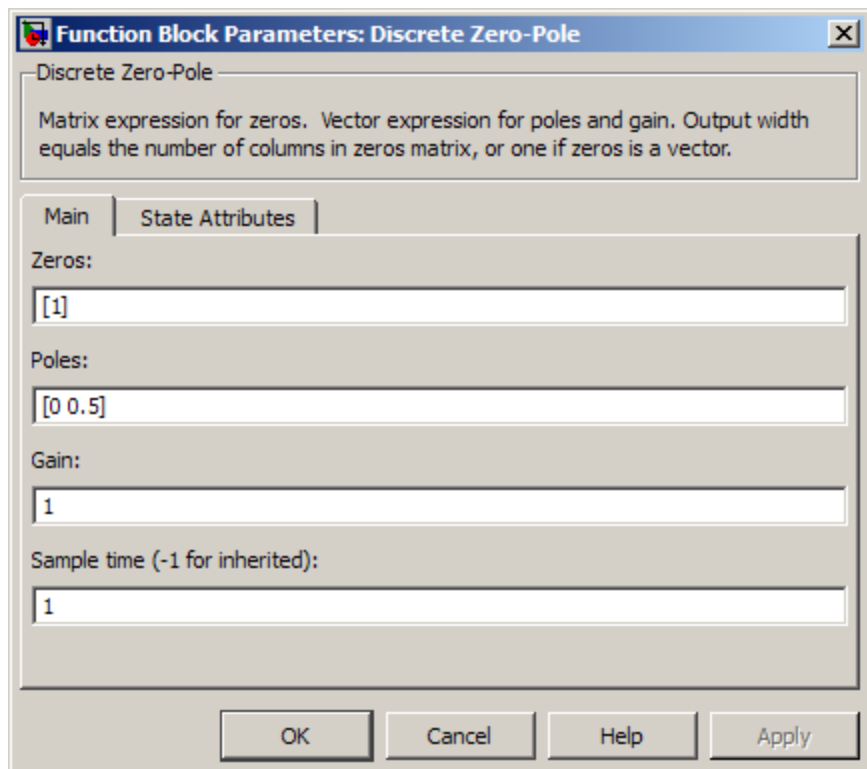 Function Block Parameters: Discrete Zero-Pole
Discrete Zero-Pole
Matrix expression for zeros.  Vector expression for poles and gain. Output width
equals the number of columns in zeros matrix, or one if zeros is a vector.
Main
State Attributes
Zeros:
[1]
Poles:
[0 0.5]
Gain:
1
Sample time (-1 for inherited):
1
OK
Cancel
Help
Apply